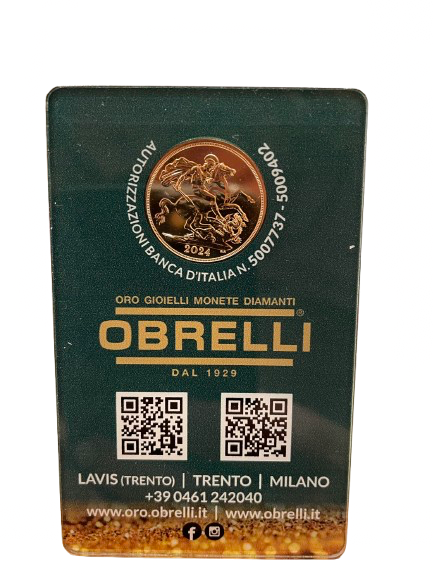 AUTORIZZAZIONI BANCA D'ITALIA N. 5007737 - 5009402
2024
ORO GIOIELLI MONETE DIAMANTI
OBRELLI®
DAL 1929
LAVIS (TRENTO) | TRENTO | MILANO
+39 0461 242040
www.oro.obrelli.it | www.obrelli.it